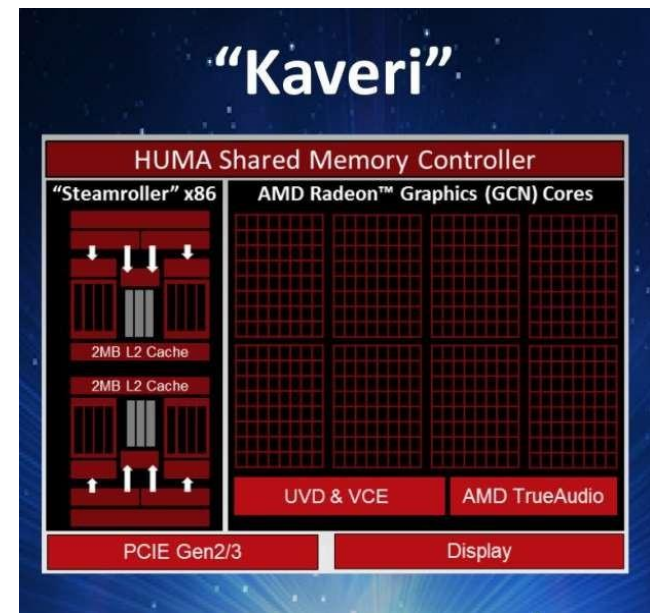 “Kaveri”
HUMA Shared Memory Controller
“Steamroller” x86
AMD Radeon™ Graphics (GCN) Cores
2MB L2 Cache
2MB L2 Cache
UVD & VCE
AMD TrueAudio
PCIE Gen2/3
Display